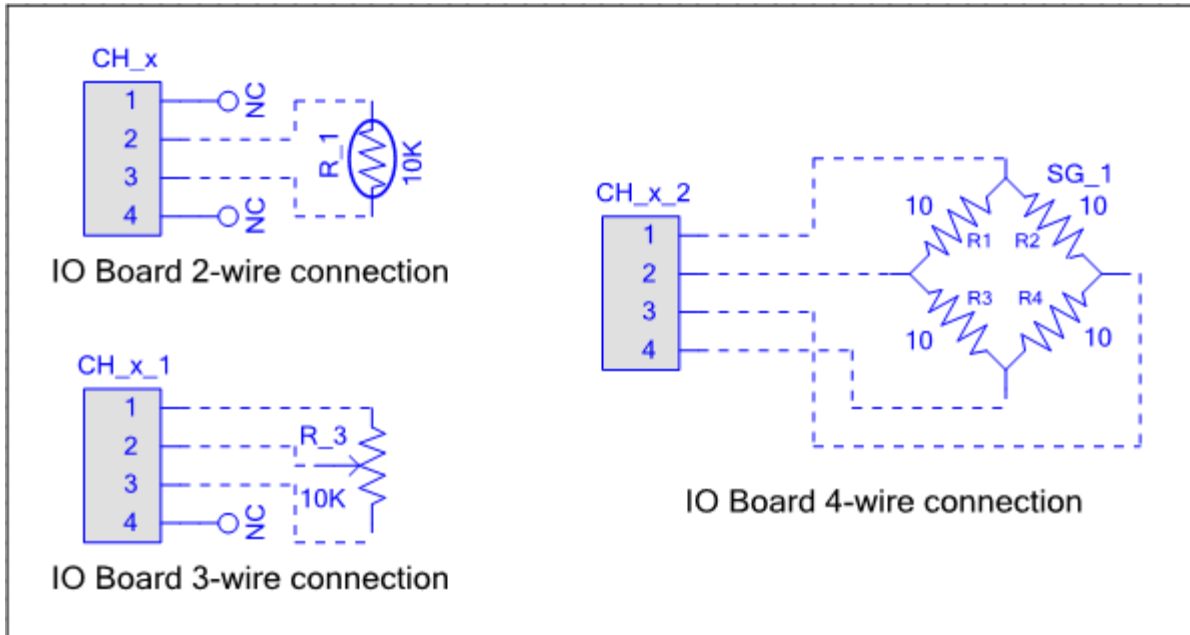 CH_x
1
2
3
4
NC
NC
R_1
10K
IO Board 2-wire connection
CH_x_1
1
2
3
4
NC
R_3
10K
IO Board 3-wire connection
CH_x_2
1
2
3
4
SG_1
10
10
R1
R2
R3
R4
10
10
IO Board 4-wire connection